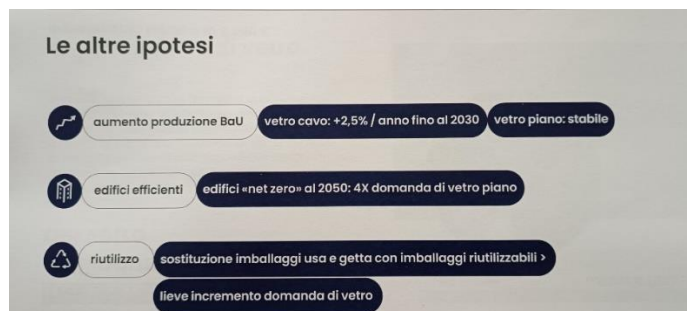 Le altre ipotesi
aumento produzione BaU vetro cavo: +2,5% / anno fino al 2030 vetro piano: stabile
edifici efficienti edifici «net zero» al 2050: 4X domanda di vetro piano
riutilizzo sostituzione imballaggi usa e getta con imballaggi riutilizzabili >
lieve incremento domanda di vetro